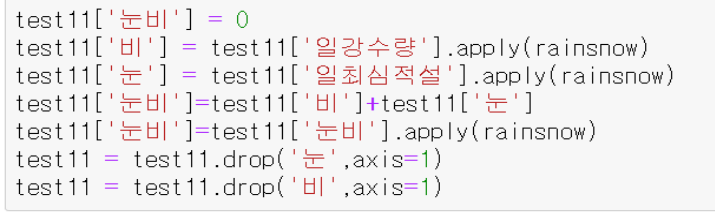 test11['눈비'] = 0
test11['비'] = test11['일강수량'].apply(rainsnow)
test11['눈'] = test11['일최심적설'].apply(rainsnow)
test11['눈비']=test11['비']+test11['눈']
test11['눈비']=test11['눈비'].apply(rainsnow)
test11 = test11.drop('눈',axis=1)
test11 = test11.drop('비',axis=1)